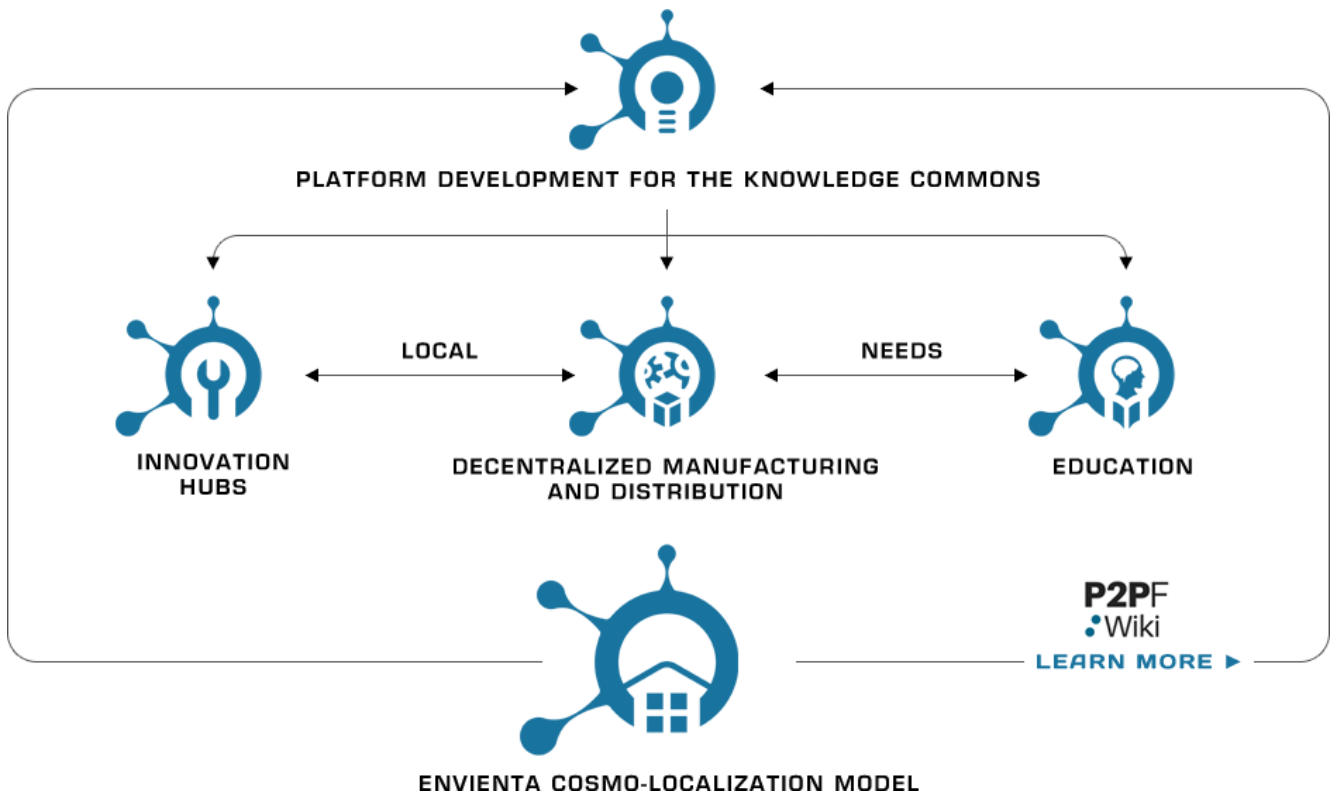 PLATFORM DEVELOPMENT FOR THE KNOWLEDGE COMMONS
LOCAL
NEEDS
INNOVATION
HUBS
DECENTRALIZED MANUFACTURING
AND DISTRIBUTION
EDUCATION
P2PF
Wiki
LEARN MORE
ENVIENTA COSMO-LOCALIZATION MODEL